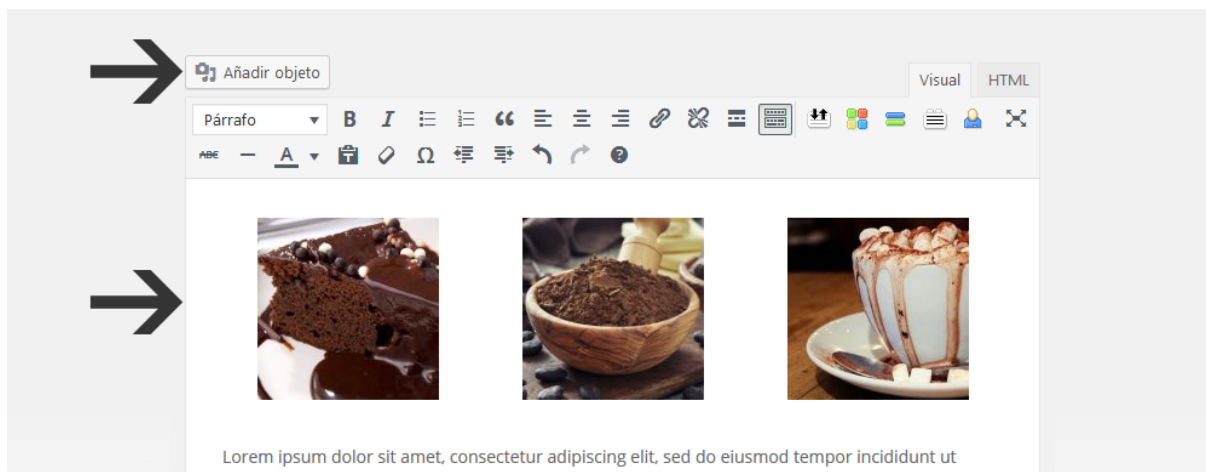 Añadir objeto
Visual HTML
Párrafo B I
ABC A Ω
Lorem ipsum dolor sit amet, consectetur adipiscing elit, sed do eiusmod tempor incididunt ut